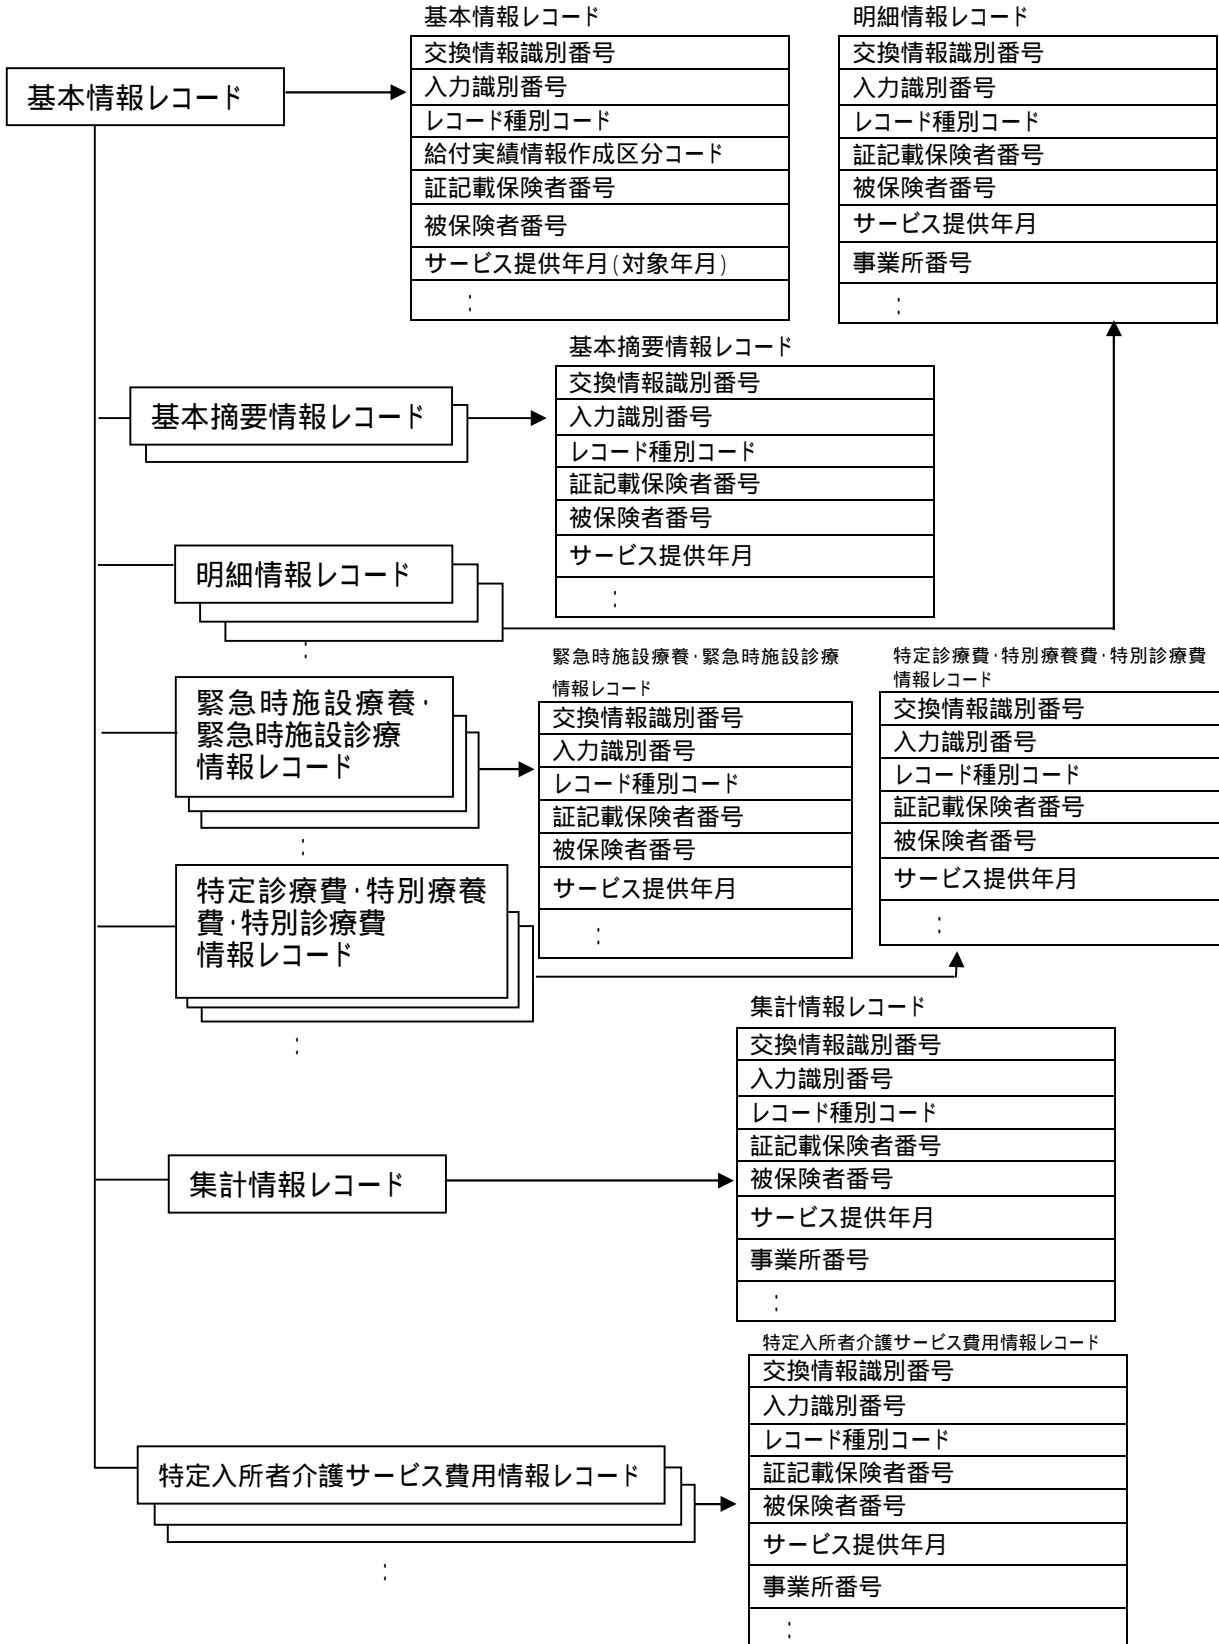 基本情報レコード
基本情報レコード
交換情報識別番号
入力識別番号
レコード種別コード
給付実績情報作成区分コード
証記載保険者番号
被保険者番号
サービス提供年月(対象年月)
:
明細情報レコード
交換情報識別番号
入力識別番号
レコード種別コード
証記載保険者番号
被保険者番号
サービス提供年月
事業所番号
:
基本摘要情報レコード
基本摘要情報レコード
交換情報識別番号
入力識別番号
レコード種別コード
証記載保険者番号
被保険者番号
サービス提供年月
:
明細情報レコード
:
緊急時施設療養・
緊急時施設診療
情報レコード
:
緊急時施設療養・緊急時施設診療
情報レコード
交換情報識別番号
入力識別番号
レコード種別コード
証記載保険者番号
被保険者番号
サービス提供年月
:
特定診療費・特別療養費・特別診療費
情報レコード
交換情報識別番号
入力識別番号
レコード種別コード
証記載保険者番号
被保険者番号
サービス提供年月
:
特定診療費・特別療養
費・特別診療費
情報レコード
:
集計情報レコード
集計情報レコード
交換情報識別番号
入力識別番号
レコード種別コード
証記載保険者番号
被保険者番号
サービス提供年月
事業所番号
:
特定入所者介護サービス費用情報レコード
:
特定入所者介護サービス費用情報レコード
交換情報識別番号
入力識別番号
レコード種別コード
証記載保険者番号
被保険者番号
サービス提供年月
事業所番号
: